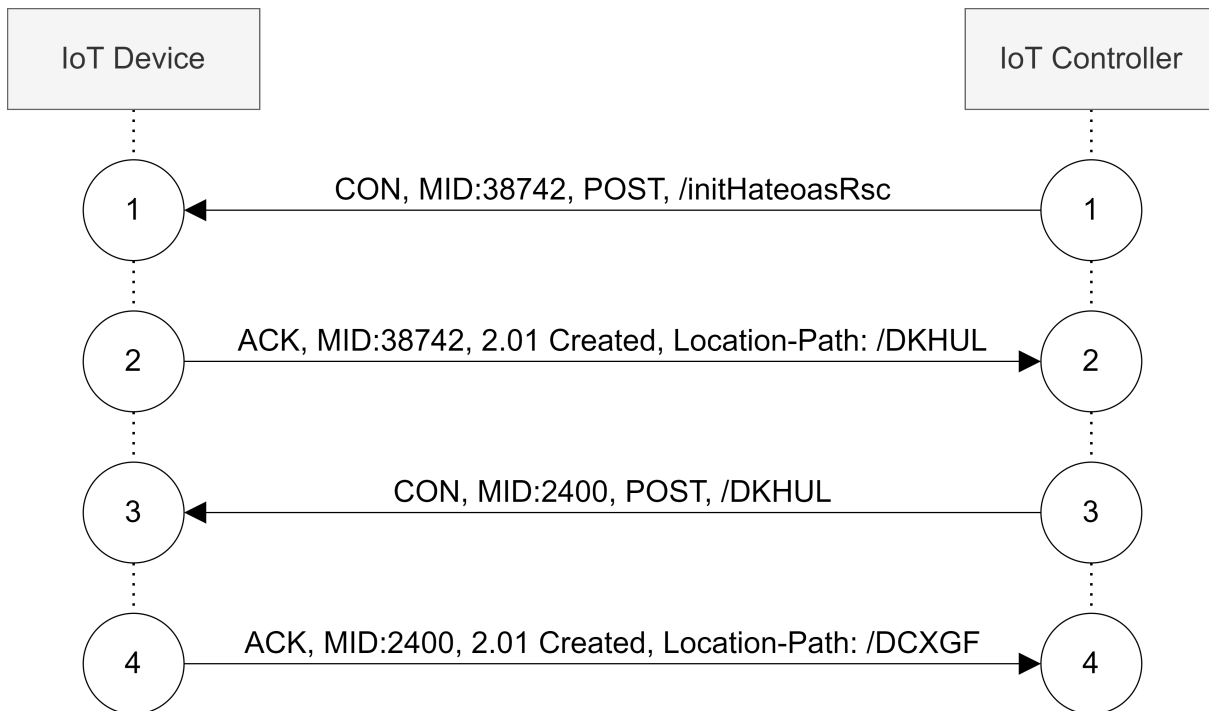 IoT Device
IoT Controller
1
CON, MID:38742, POST, /initHateoasRsc
1
2
ACK, MID:38742, 2.01 Created, Location-Path: /DKHUL
2
3
CON, MID:2400, POST, /DKHUL
3
4
ACK, MID:2400, 2.01 Created, Location-Path: /DCXGF
4